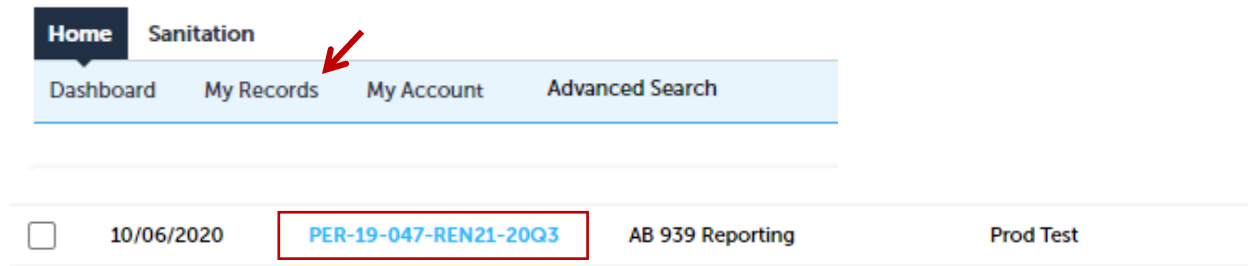 Home Sanitation
Dashboard My Records My Account Advanced Search
10/06/2020 PER-19-047-REN21-20Q3 AB 939 Reporting Prod Test